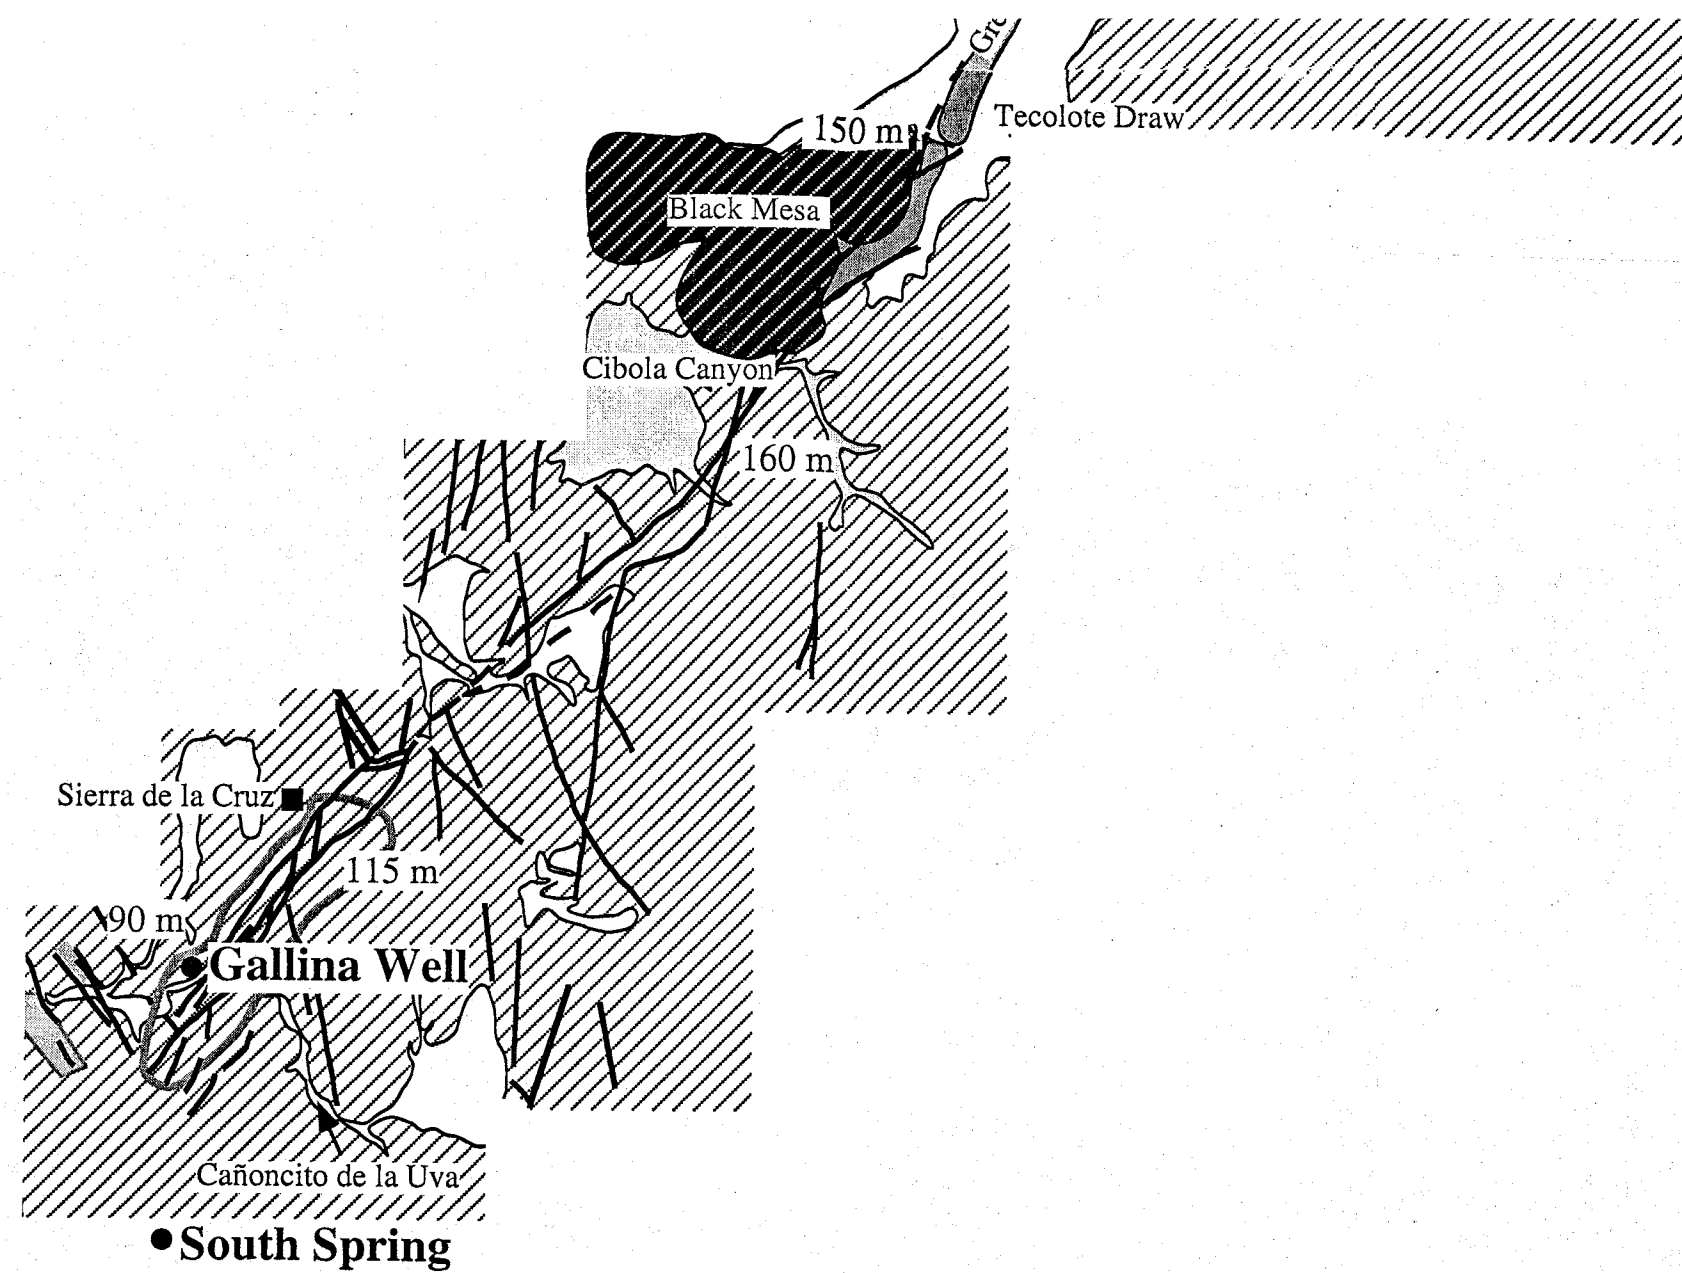 Tecolote Draw
150 m
Black Mesa
Cibola Canyon
160 m
Sierra de la Cruz
115 m
90 m
Gallina Well
Cañoncito de la Uva
South Spring